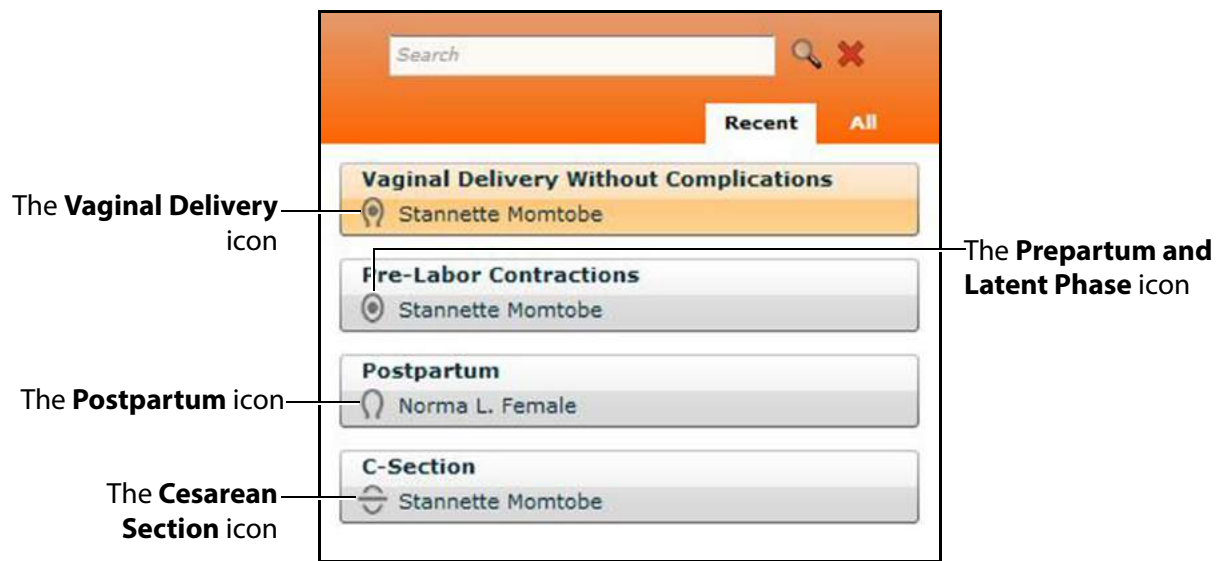 Search
Recent All
Vaginal Delivery Without Complications
Stannette Momtobe
The Vaginal Delivery
icon
Pre-Labor Contractions
Stannette Momtobe
The Prepartum and
Latent Phase icon
Postpartum
Norma L. Female
The Postpartum icon
C-Section
Stannette Momtobe
The Cesarean
Section icon